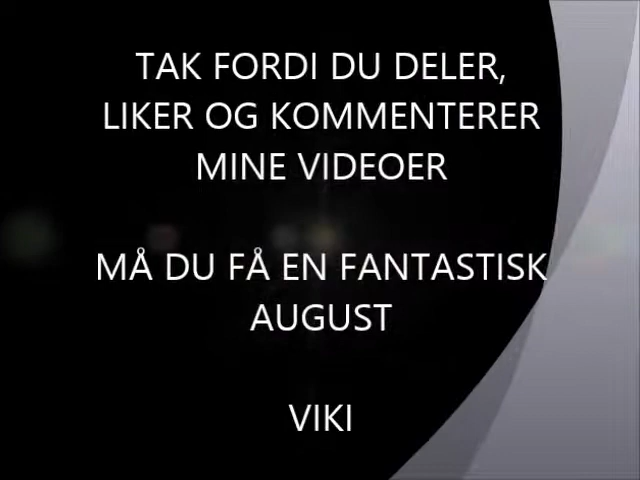 TAK FORDI DU DELER,
LIKER OG KOMMENTERER
MINE VIDEOER
MÅ DU FÅ EN FANTASTISK
AUGUST
VIKI